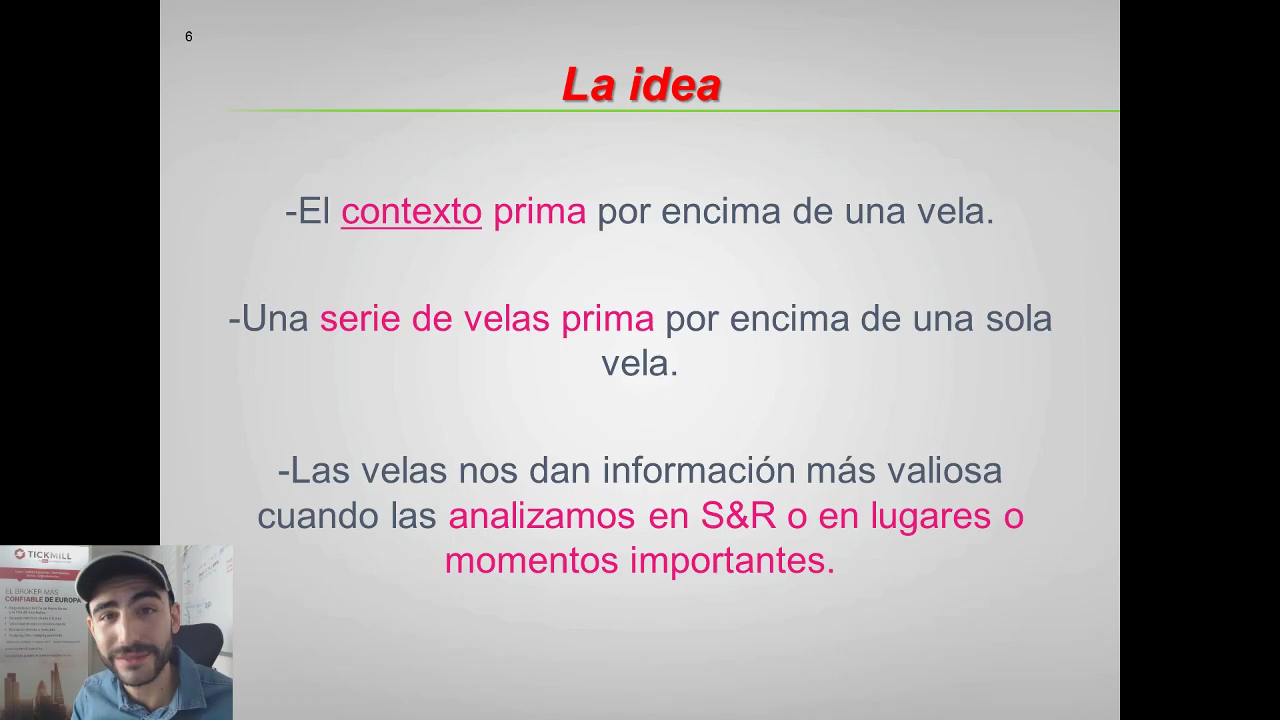 6
La idea
-El contexto prima por encima de una vela.
-Una serie de velas prima por encima de una sola
vela.
-Las velas nos dan información más valiosa
cuando las analizamos en S&R o en lugares o
momentos importantes.
TICKMILL
EL BROKER MÁS
CONFIABLE DE EUROPA